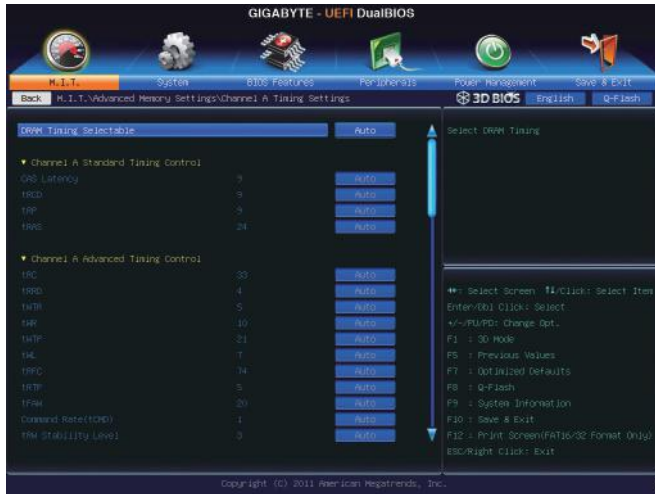 GIGABYTE - UEFI DualBIOS
M.I.T.
System
BIOS Features
Peripherals
Power Management
Save & Exit
Back M.I.T.\Advanced Memory Settings\Channel A Timing Settings
3D BIOS English Q-Flash
DRAM Timing Selectable Auto
Select DRAM Timing
▼ Channel A Standard Timing Control
CAS Latency 9 Auto
tRCD 9 Auto
tRP 9 Auto
tRAS 24 Auto
▼ Channel A Advanced Timing Control
tRC 33 Auto
tRRD 4 Auto
tWTR 5 Auto
tWR 10 Auto
tWTP 21 Auto
tWL 7 Auto
tRFC 74 Auto
tRTP 5 Auto
tFAW 20 Auto
Command Rate(tCMD) 1 Auto
tRW Stability Level 3 Auto
: Select Screen ↑↓/Click: Select Item
Enter/Dbl Click: Select
+/-/PU/PD: Change Opt.
F1 : 3D Mode
F5 : Previous Values
F7 : Optimized Defaults
F8 : Q-Flash
F9 : System Information
F10 : Save & Exit
F12 : Print Screen(FAT16/32 Format Only)
ESC/Right Click: Exit
Copyright (C) 2011 American Megatrends, Inc.